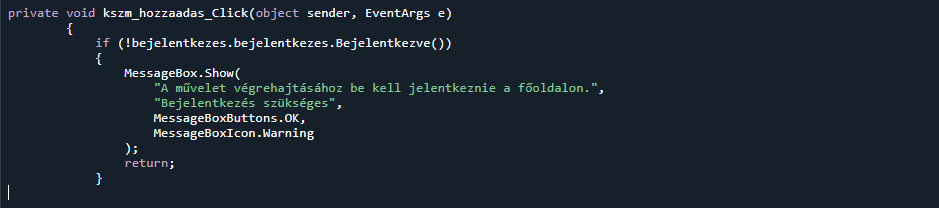 private void kszm_hozzaadas_Click(object sender, EventArgs e)
{
if (!bejelentkezes.bejelentkezes.Bejelentkezve())
{
MessageBox.Show(
"A művelet végrehajtásához be kell jelentkeznie a főoldalon.",
"Bejelentkezés szükséges",
MessageBoxButtons.OK,
MessageBoxIcon.Warning
);
return;
}